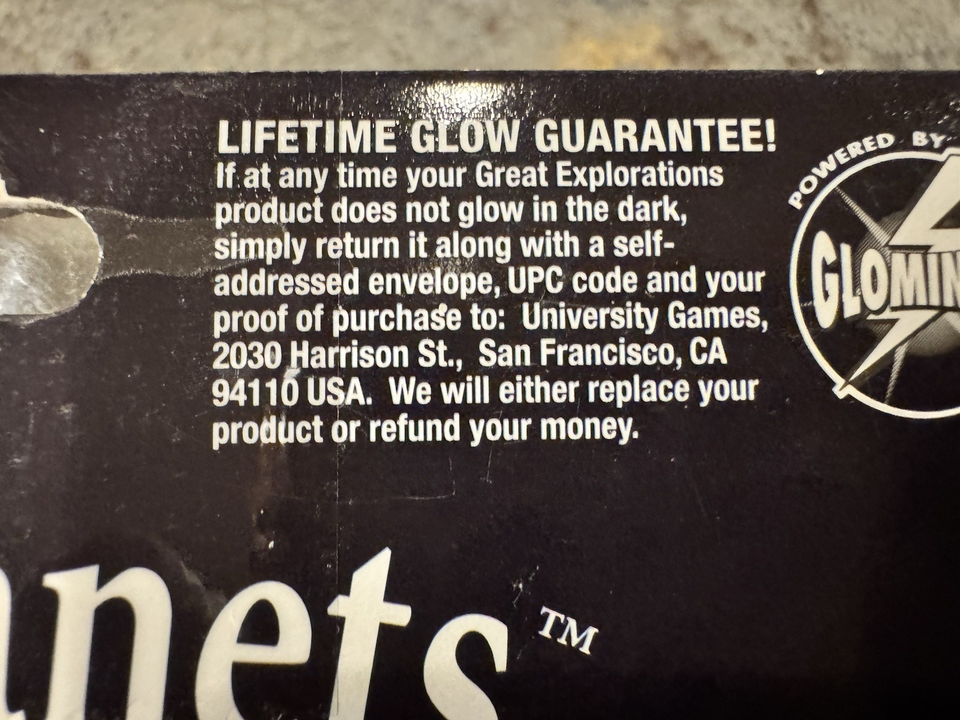 LIFETIME GLOW GUARANTEE!
If at any time your Great Explorations
product does not glow in the dark,
simply return it along with a self-
addressed envelope, UPC code and your
proof of purchase to: University Games,
2030 Harrison St., San Francisco, CA
94110 USA. We will either replace your
product or refund your money.
POWERED BY
GLOMIN
anets™